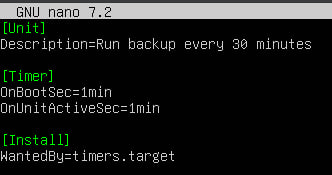 GNU nano 7.2
[Unit]
Description=Run backup every 30 minutes
[Timer]
OnBootSec=1min
OnUnitActiveSec=1min
[Install]
WantedBy=timers.target